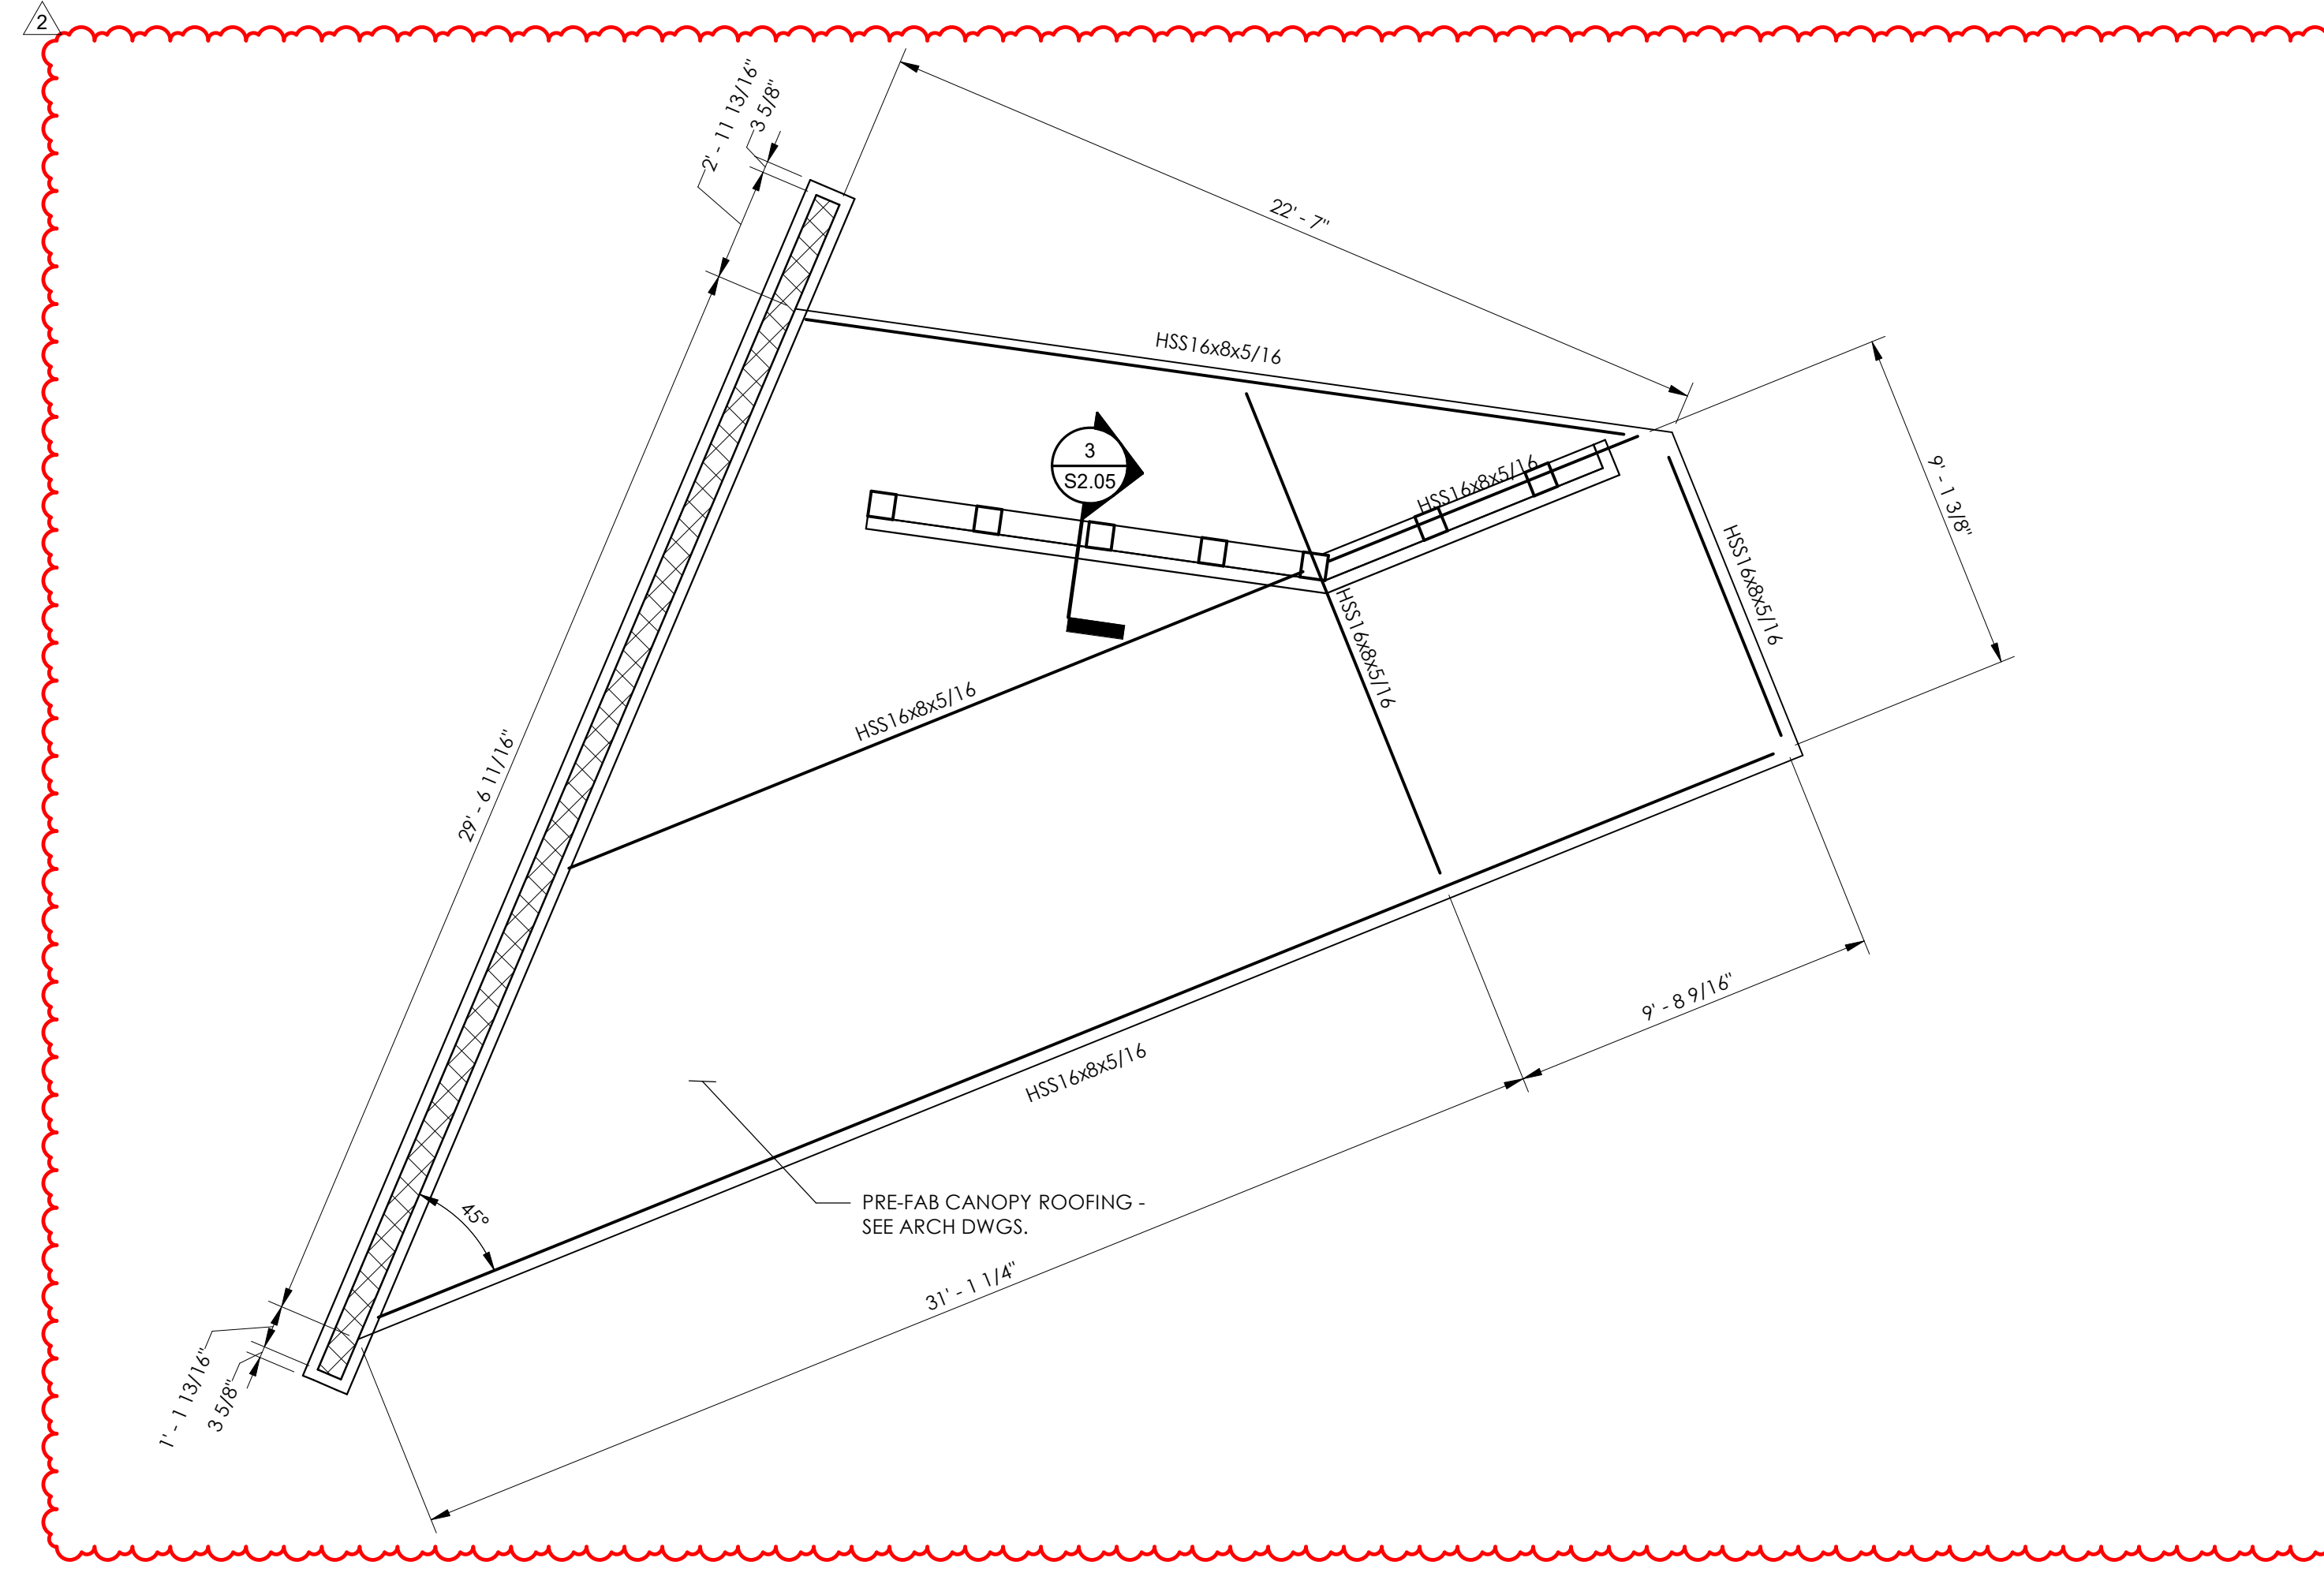 2
2' - 11 13/16"
3 5/8"
22' - 7"
HSS16x8x5/16
3
S2.05
HSS16x8x5/16
9' - 1 3/8"
HSS16x8x5/16
HSS16x8x5/16
HSS16x8x5/16
29' - 6 11/16"
9' - 8 9/16"
HSS16x8x5/16
45°
PRE-FAB CANOPY ROOFING -
SEE ARCH DWGS.
31' - 1 1/4"
1' - 1 13/16"
3 5/8"